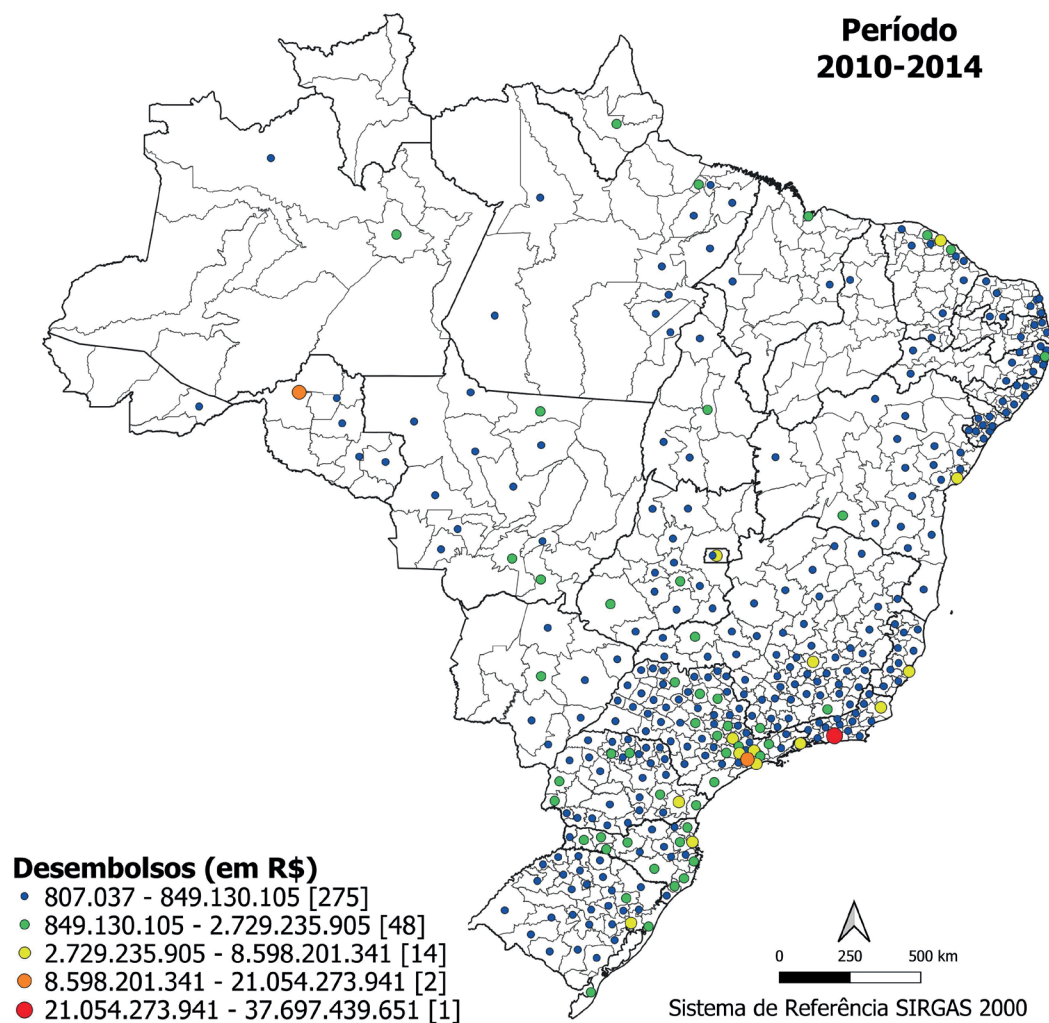 Período
2010-2014
Desembolsos (em R$)
807.037 - 849.130.105 [275]
849.130.105 - 2.729.235.905 [48]
2.729.235.905 - 8.598.201.341 [14]
8.598.201.341 - 21.054.273.941 [2]
21.054.273.941 - 37.697.439.651 [1]
0 250 500 km
Sistema de Referência SIRGAS 2000